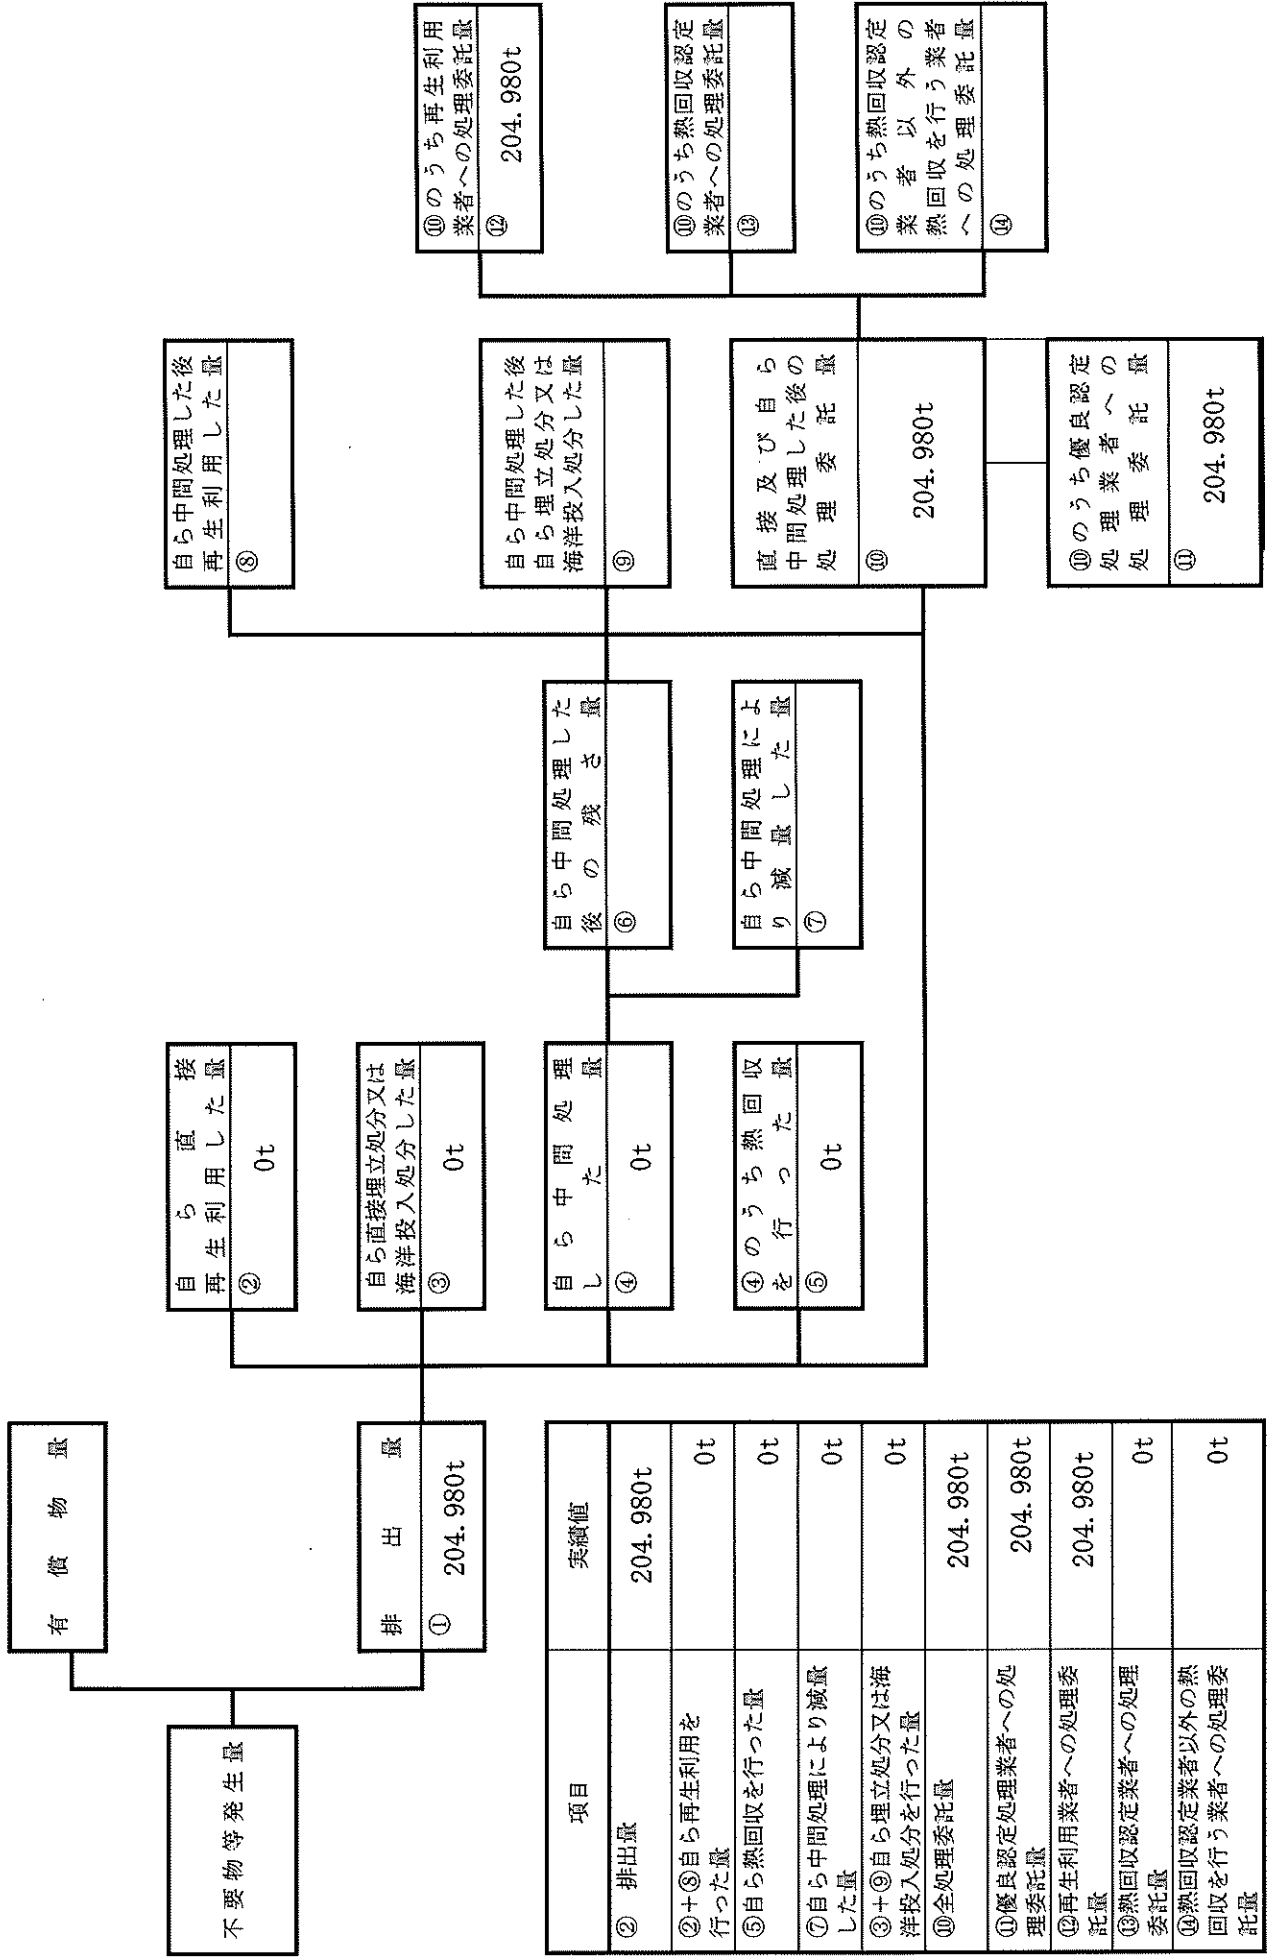 不要物等発生量
有償物量
排出量
① 204.980t
自ら直接
再生利用した量
② 0t
自ら直接埋立処分又は
海洋投入処分した量
③ 0t
自ら中間処理
した量
④ 0t
④のうち熱回収
を行った量
⑤ 0t
自ら中間処理した
後の残さ量
⑥
自ら中間処理によ
り減量した量
⑦
自ら中間処理した後
再生利用した量
⑧
自ら中間処理した後
自ら埋立処分又は
海洋投入処分した量
⑨
直接及び自ら
中間処理した後の
処理委託量
⑩ 204.980t
⑩のうち優良認定
処理業者への
処理委託量
⑪ 204.980t
⑩のうち再生利用
業者への処理委託量
⑫ 204.980t
⑩のうち熱回収認定
業者への処理委託量
⑬
⑩のうち熱回収認定
業者以外の
熱回収を行う業者
への処理委託量
⑭
項目 実績値
② 排出量 204.980t
②+⑧自ら再生利用を
行った量 0t
⑤自ら熱回収を行った量 0t
⑦自ら中間処理により減量
した量 0t
③+⑨自ら埋立処分又は海
洋投入処分を行った量 0t
⑩全処理委託量 204.980t
⑪優良認定処理業者への処
理委託量 204.980t
⑫再生利用業者への処理委
託量 204.980t
⑬熱回収認定業者への処理
委託量 0t
⑭熱回収認定業者以外の熱
回収を行う業者への処理委
託量 0t